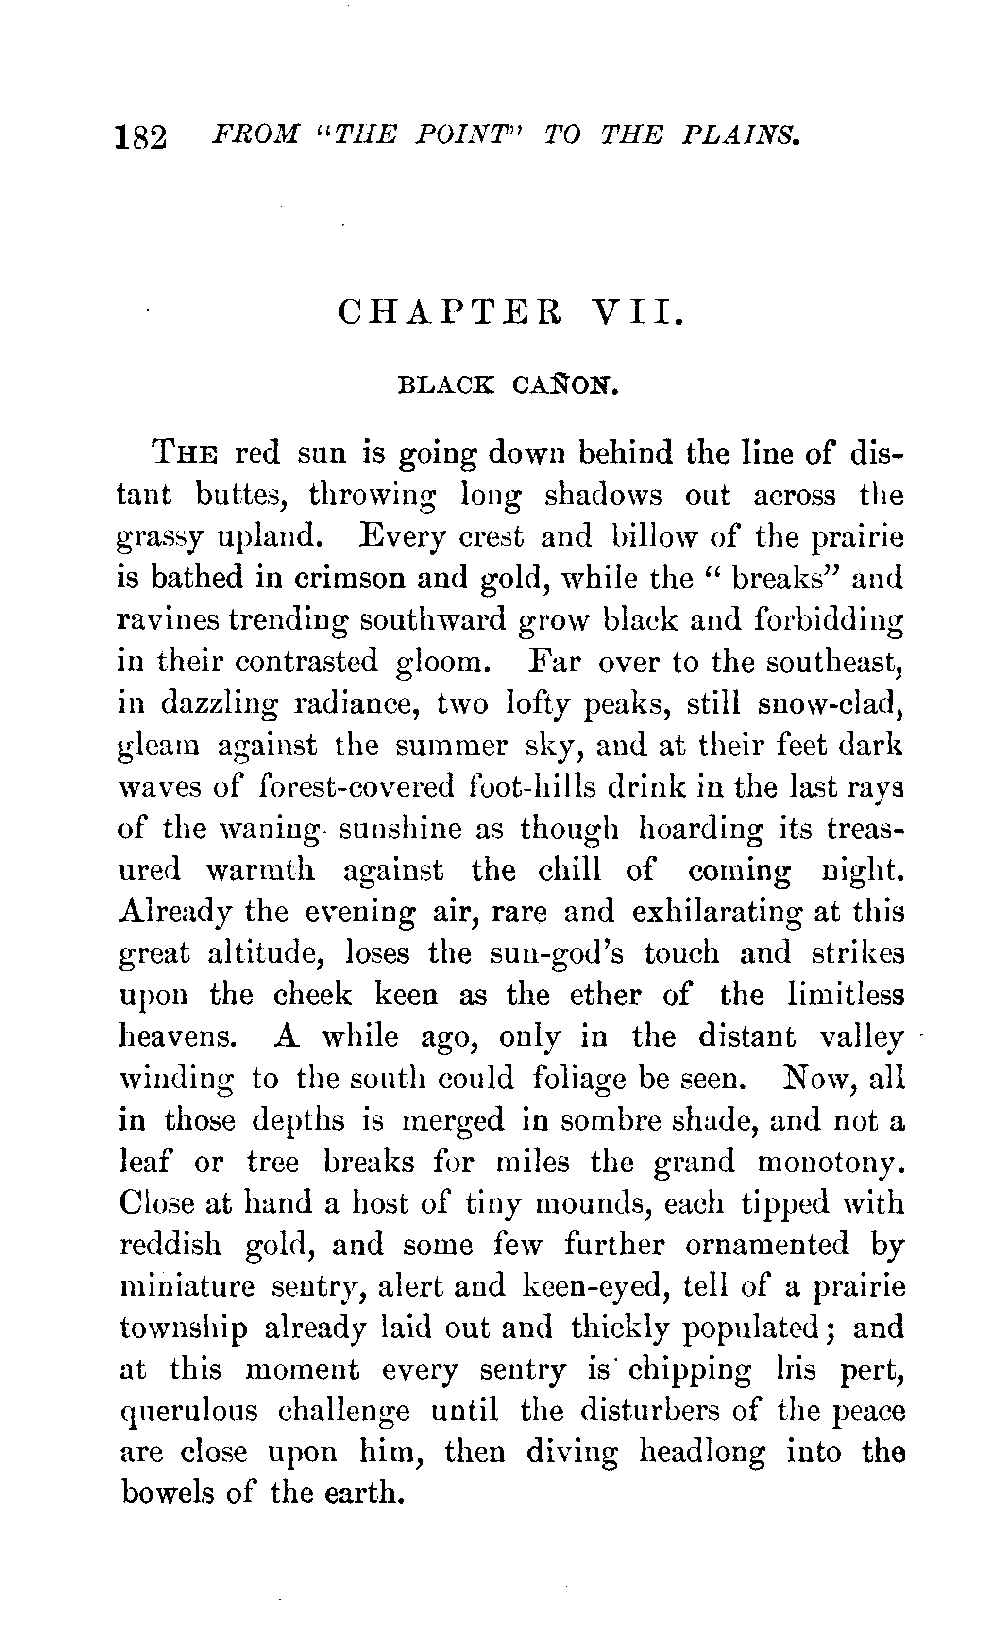 182 FROM "THE POINT" TO THE PLAINS.
CHAPTER VII.
BLACK CAÑON.
THE red sun is going down behind the line of dis-
tant buttes, throwing long shadows out across the
grassy upland. Every crest and billow of the prairie
is bathed in crimson and gold, while the "breaks" and
ravines trending southward grow black and forbidding
in their contrasted gloom. Far over to the southeast,
in dazzling radiance, two lofty peaks, still snow-clad,
gleam against the summer sky, and at their feet dark
waves of forest-covered foot-hills drink in the last rays
of the waning sunshine as though hoarding its treas-
ured warmth against the chill of coming night.
Already the evening air, rare and exhilarating at this
great altitude, loses the sun-god's touch and strikes
upon the cheek keen as the ether of the limitless
heavens. A while ago, only in the distant valley
winding to the south could foliage be seen. Now, all
in those depths is merged in sombre shade, and not a
leaf or tree breaks for miles the grand monotony.
Close at hand a host of tiny mounds, each tipped with
reddish gold, and some few further ornamented by
miniature sentry, alert and keen-eyed, tell of a prairie
township already laid out and thickly populated; and
at this moment every sentry is chipping his pert,
querulous challenge until the disturbers of the peace
are close upon him, then diving headlong into the
bowels of the earth.